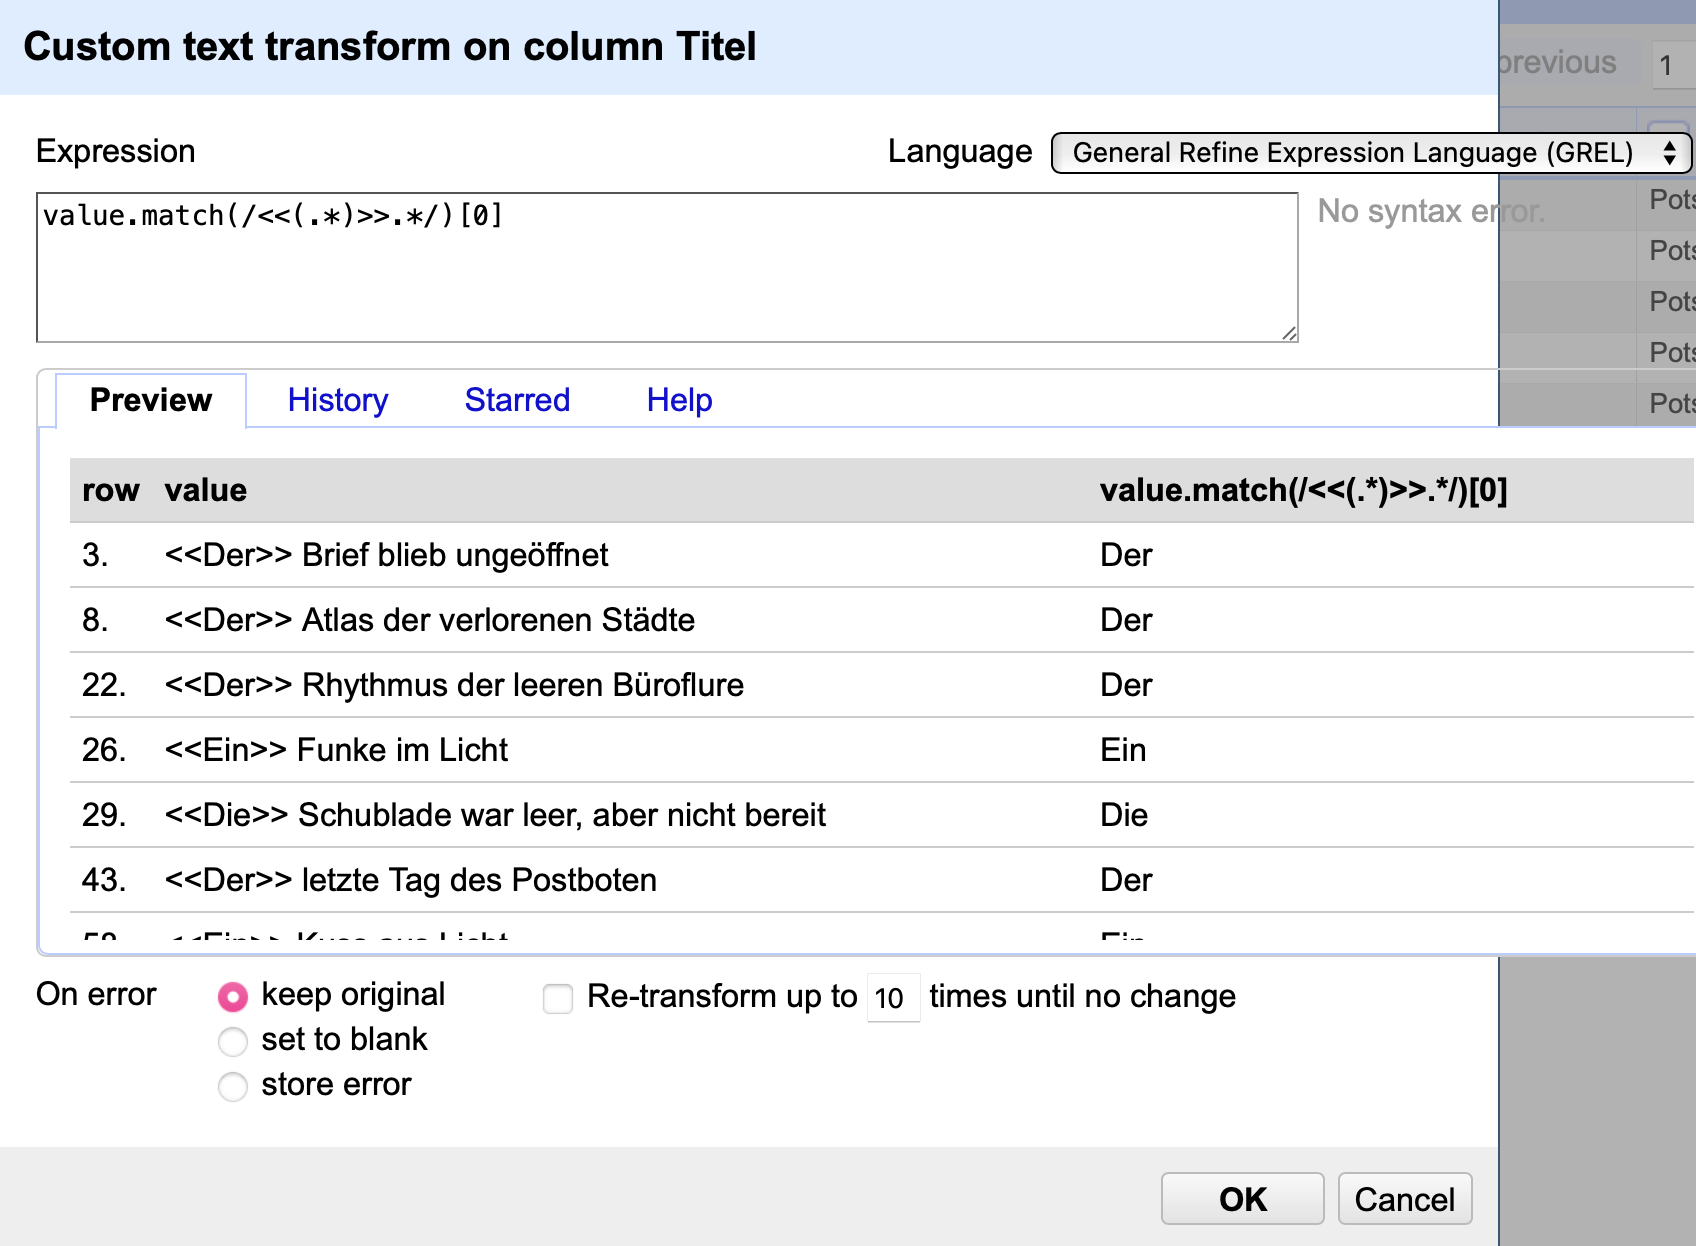 Custom text transform on column Titel
previous 1
Expression
Language General Refine Expression Language (GREL)
value.match(/<<(.*)>>.*/)[0]
No syntax error.
Preview History Starred Help
row value value.match(/<<(.*)>>.*/)[0]
3. <<Der>> Brief blieb ungeöffnet Der
8. <<Der>> Atlas der verlorenen Städte Der
22. <<Der>> Rhythmus der leeren Büroflure Der
26. <<Ein>> Funke im Licht Ein
29. <<Die>> Schublade war leer, aber nicht bereit Die
43. <<Der>> letzte Tag des Postboten Der
<<Ein>> Kuss aus Licht Ein
Pots
Pots
Pots
Pots
Pots
On error
keep original
set to blank
store error
Re-transform up to 10 times until no change
OK Cancel